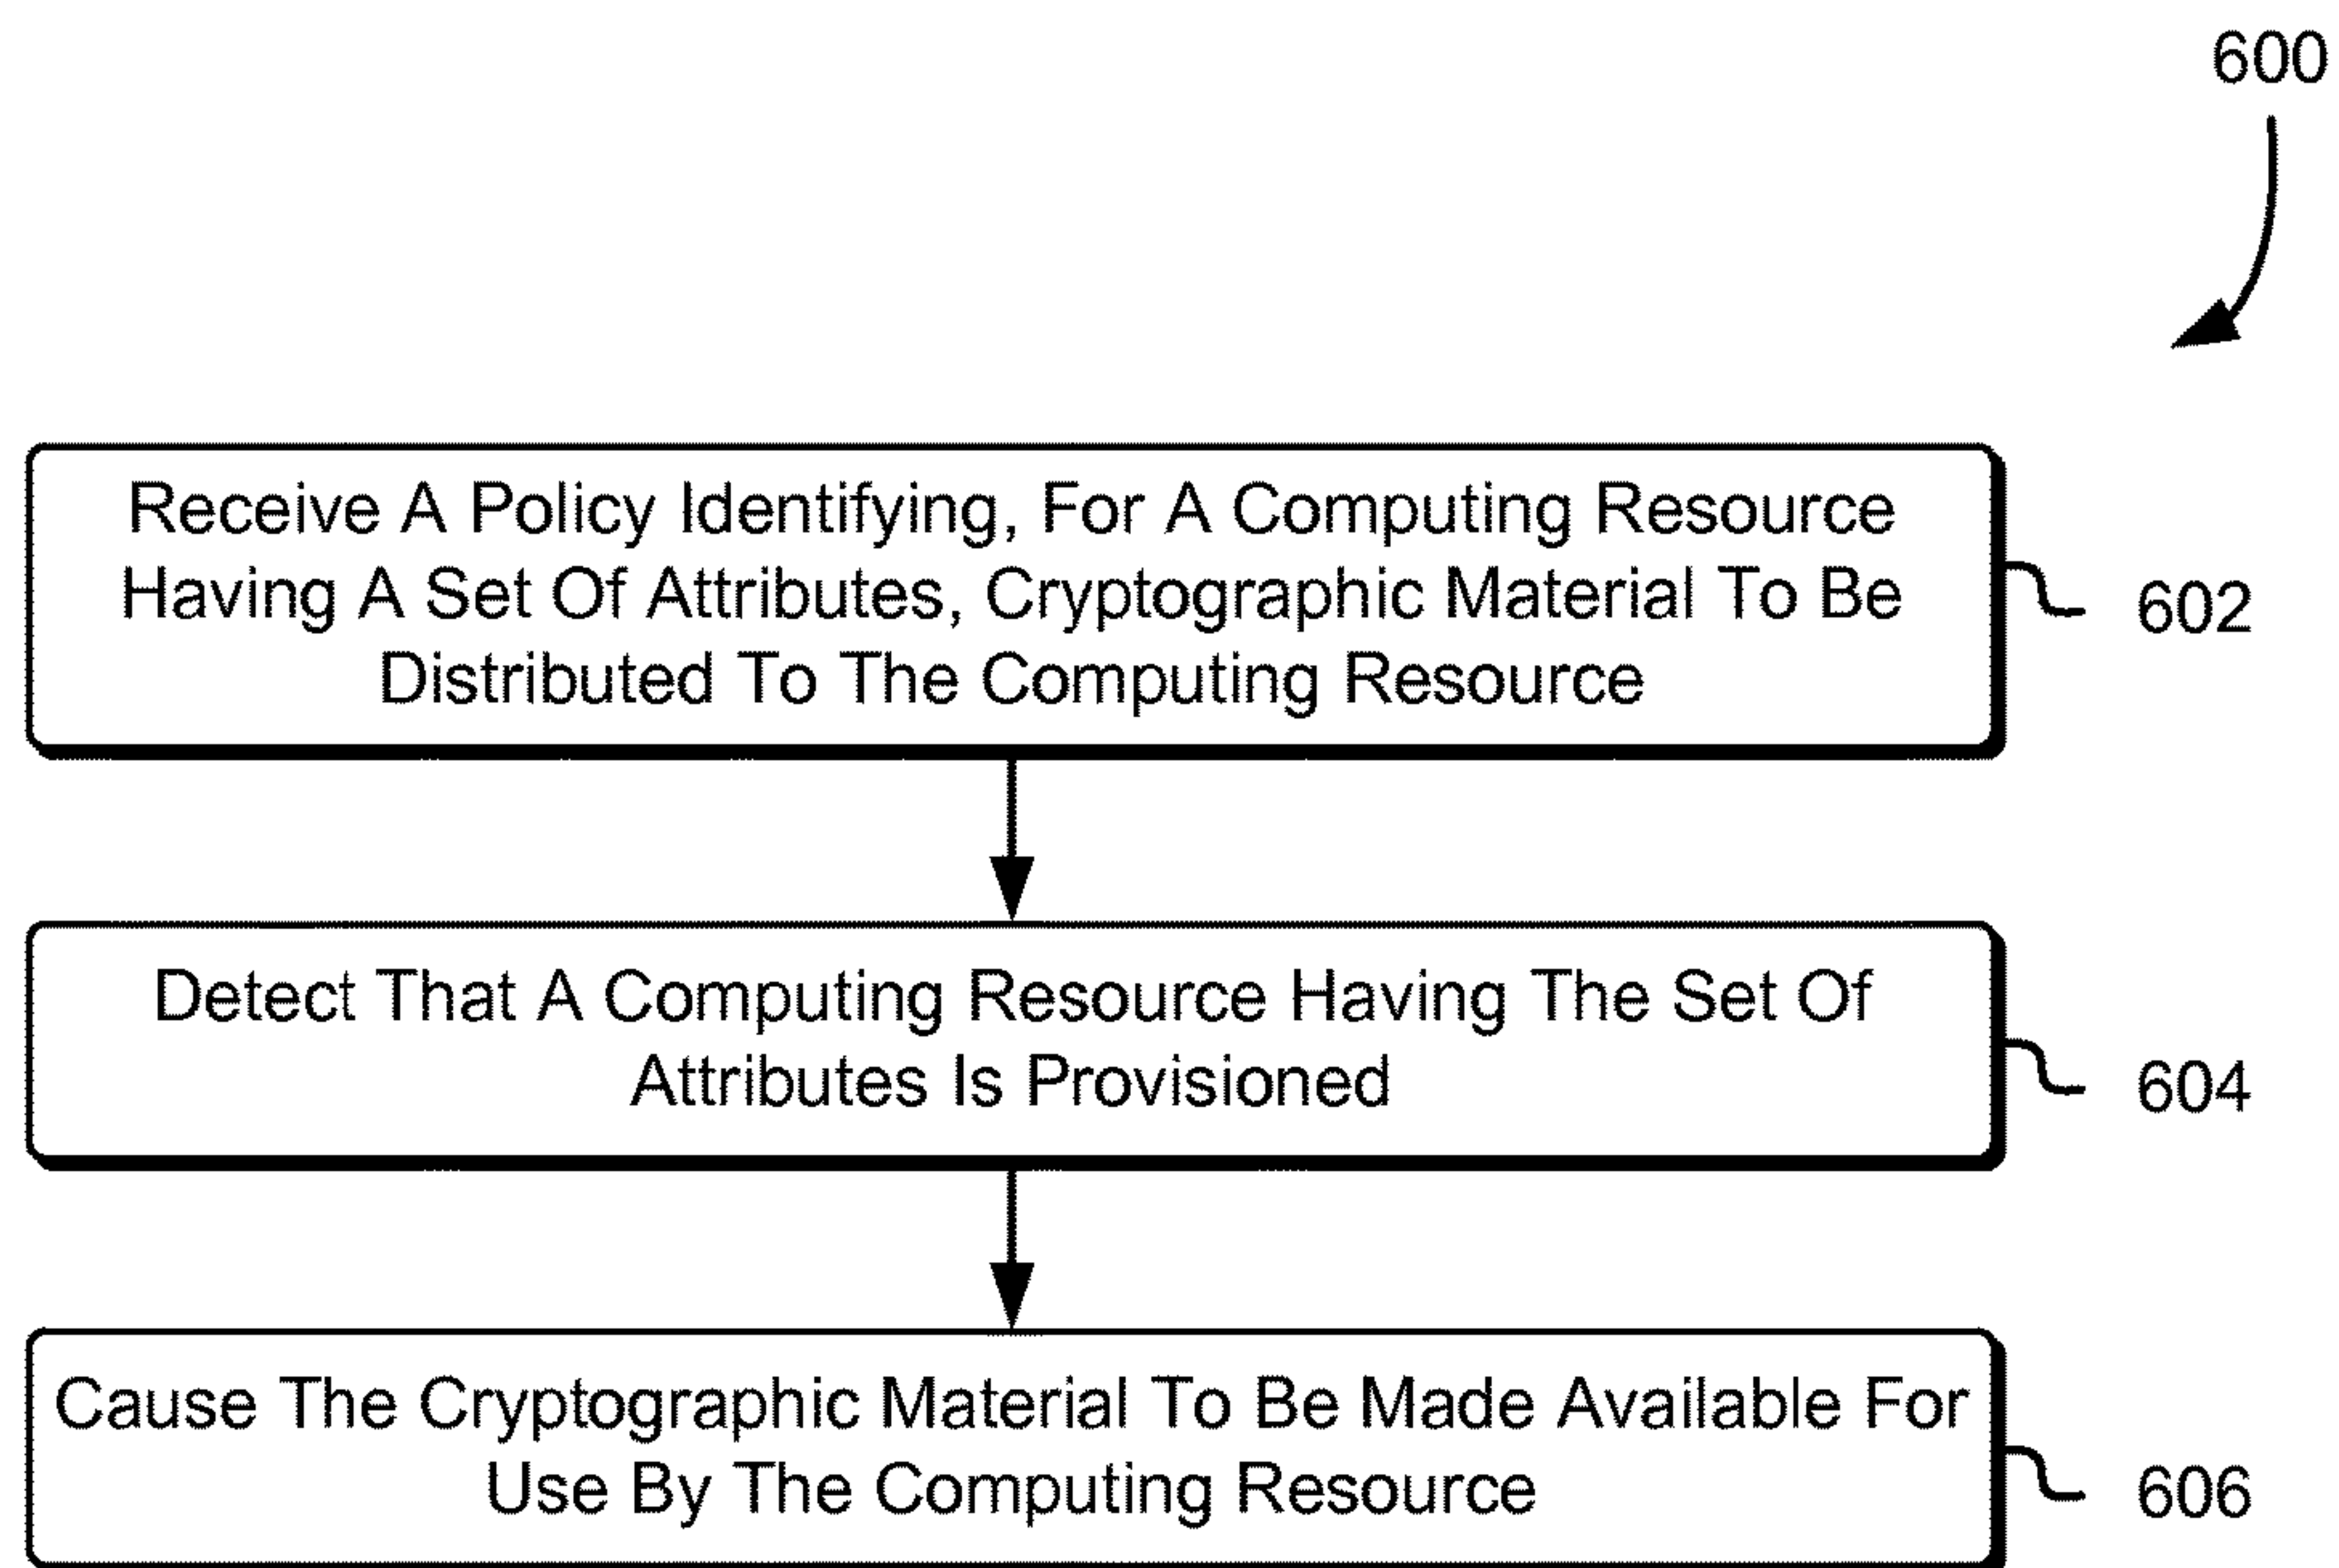 600
Receive A Policy Identifying, For A Computing Resource
Having A Set Of Attributes, Cryptographic Material To Be
Distributed To The Computing Resource
602
Detect That A Computing Resource Having The Set Of
Attributes Is Provisioned
604
Cause The Cryptographic Material To Be Made Available For
Use By The Computing Resource
606